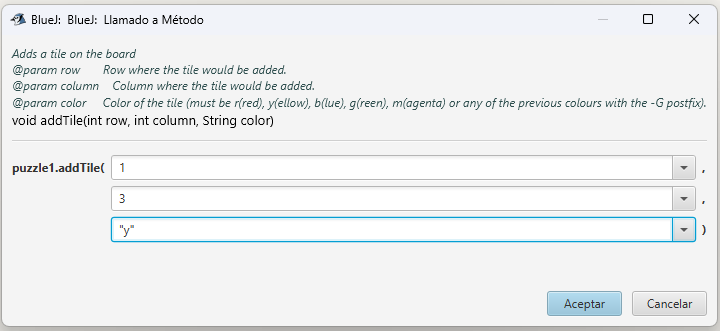 BlueJ: BlueJ: Llamado a Método
Adds a tile on the board
@param row Row where the tile would be added.
@param column Column where the tile would be added.
@param color Color of the tile (must be r(red), y(ellow), b(lue), g(reen), m(agenta) or any of the previous colours with the -G postfix).
void addTile(int row, int column, String color)
puzzle1.addTile( 1 ,
3 ,
"y" )
Aceptar Cancelar